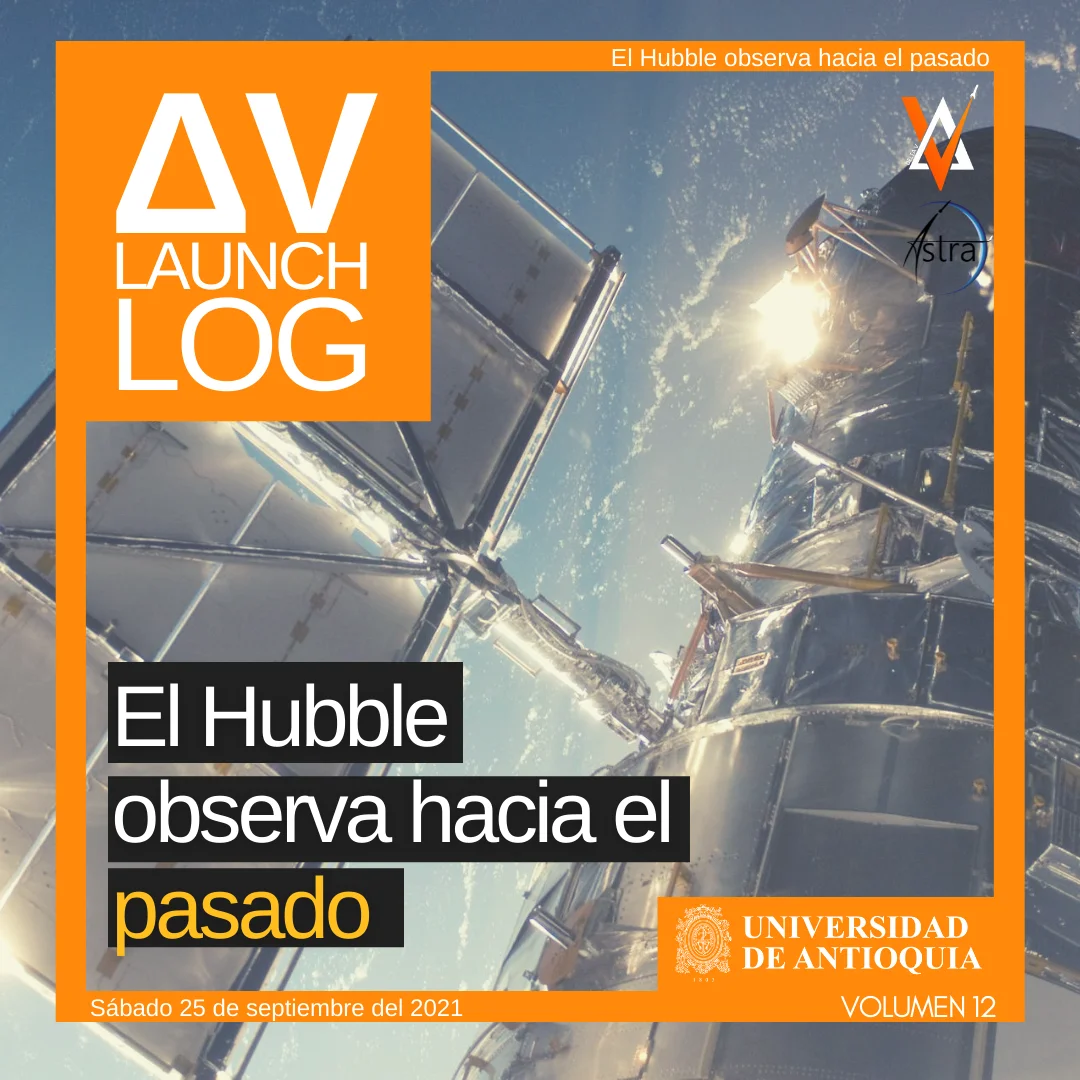 El Hubble observa hacia el pasado
ΔV
LAUNCH
LOG
Astra
El Hubble
observa hacia el
pasado
UNIVERSIDAD
DE ANTIOQUIA
Sábado 25 de septiembre del 2021
VOLUMEN 12